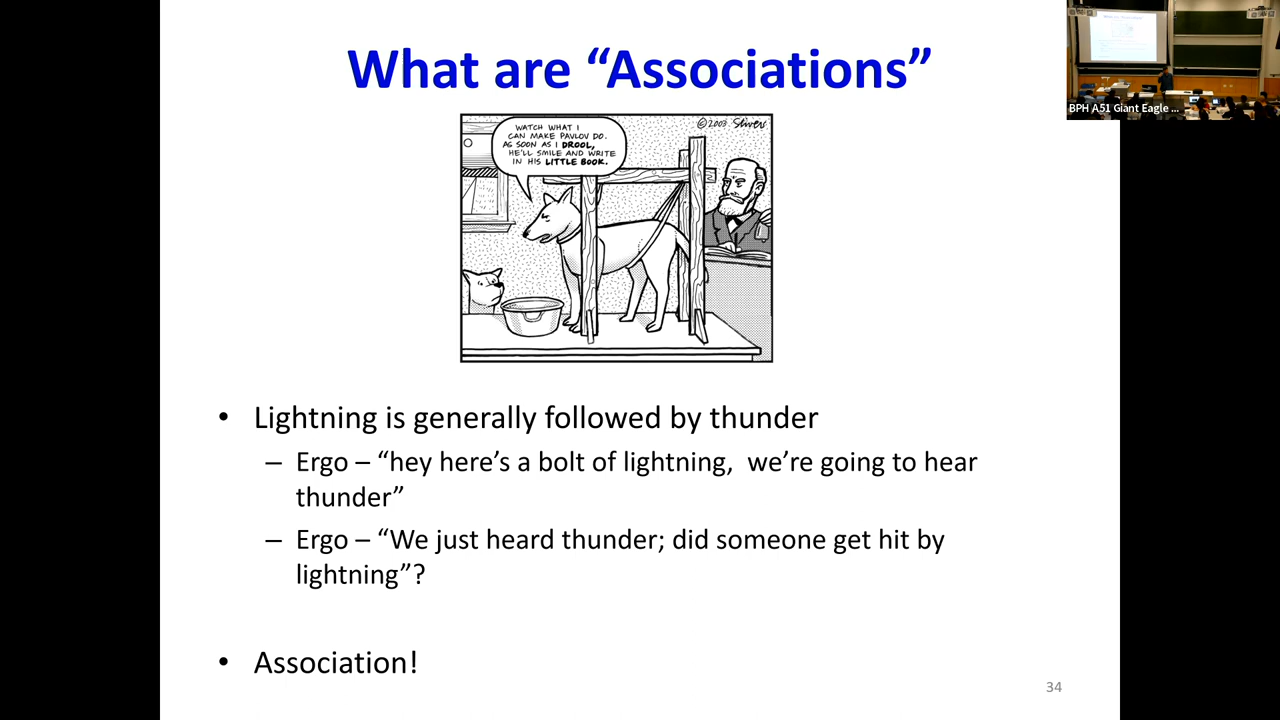 What are “Associations”
BPH A51 Giant Eagle ...
©2003 Stivers
WATCH WHAT I
CAN MAKE PAVLOV DO.
AS SOON AS I DROOL,
HE'LL SMILE AND WRITE
IN HIS LITTLE BOOK.
• Lightning is generally followed by thunder
– Ergo – “hey here’s a bolt of lightning, we’re going to hear
thunder”
– Ergo – “We just heard thunder; did someone get hit by
lightning”?
• Association!
34